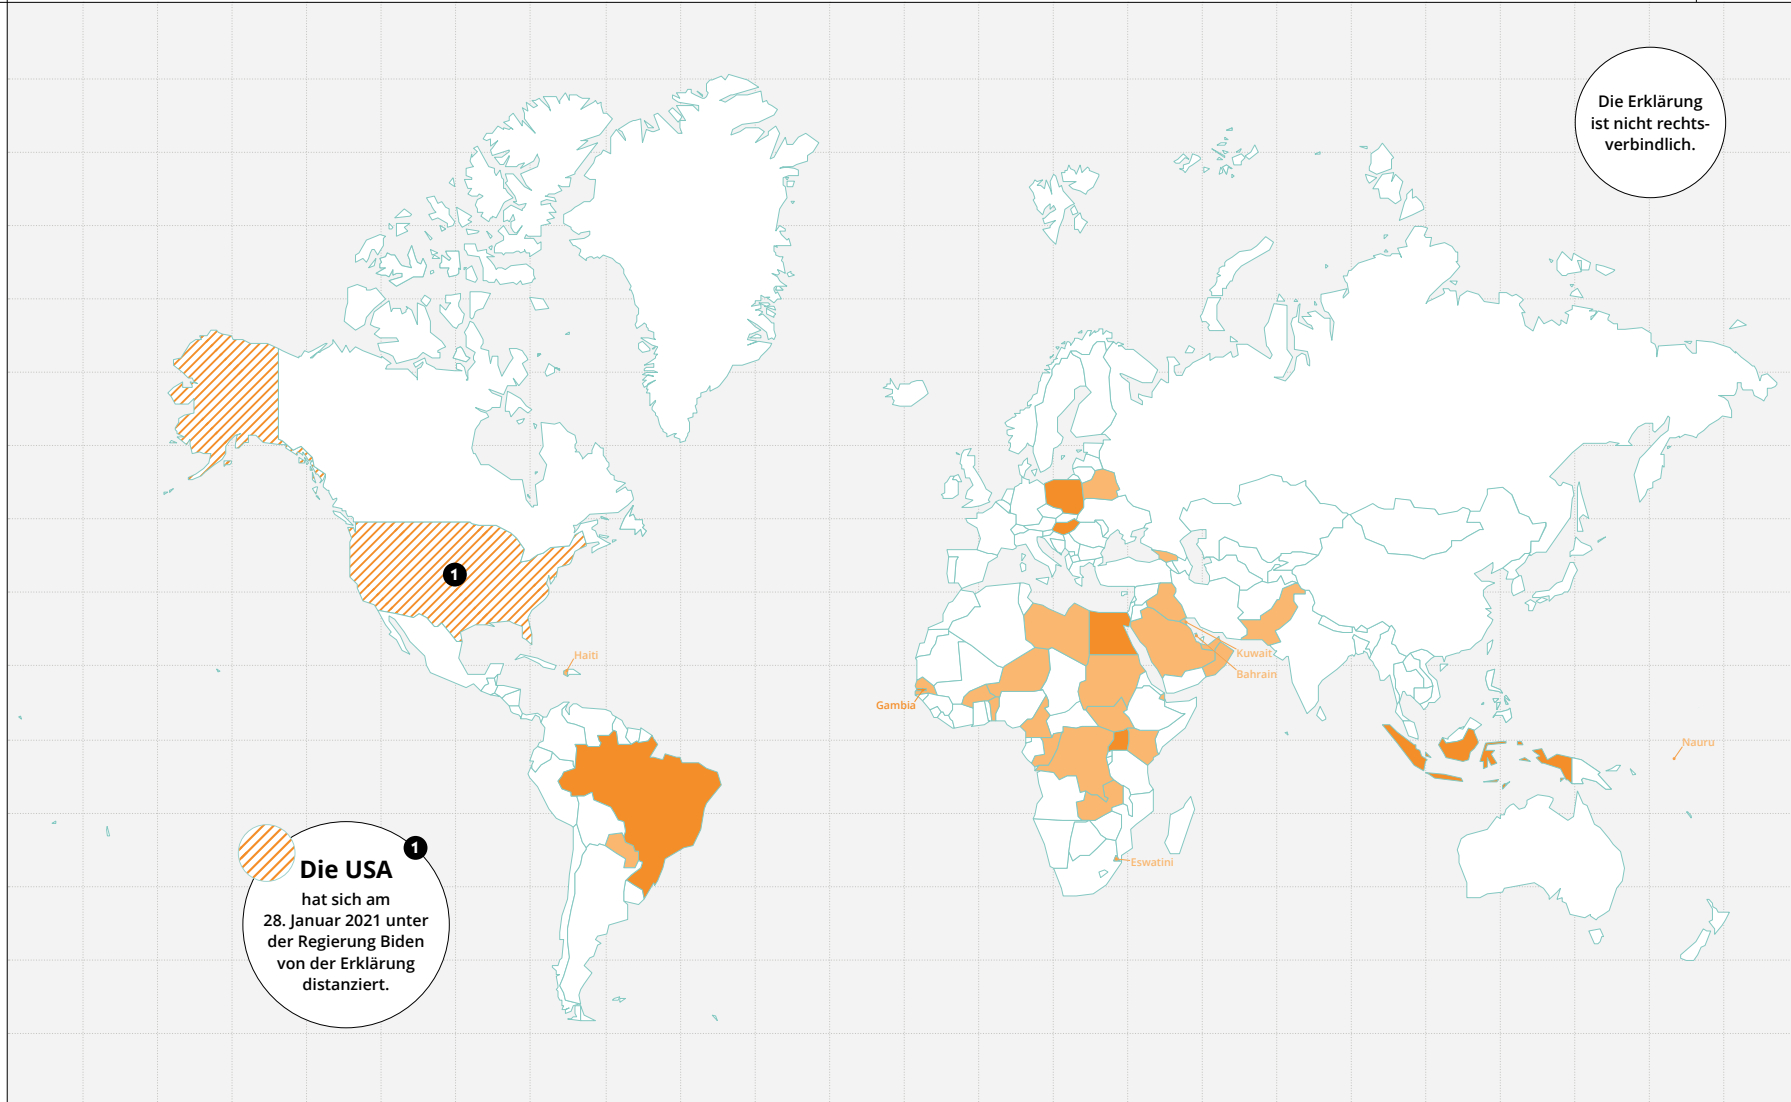 Die Erklärung
ist nicht rechts-
verbindlich.
1
Haiti
Kuwait
Bahrain
Gambia
Nauru
Eswatini
1
Die USA
hat sich am
28. Januar 2021 unter
der Regierung Biden
von der Erklärung
distanziert.